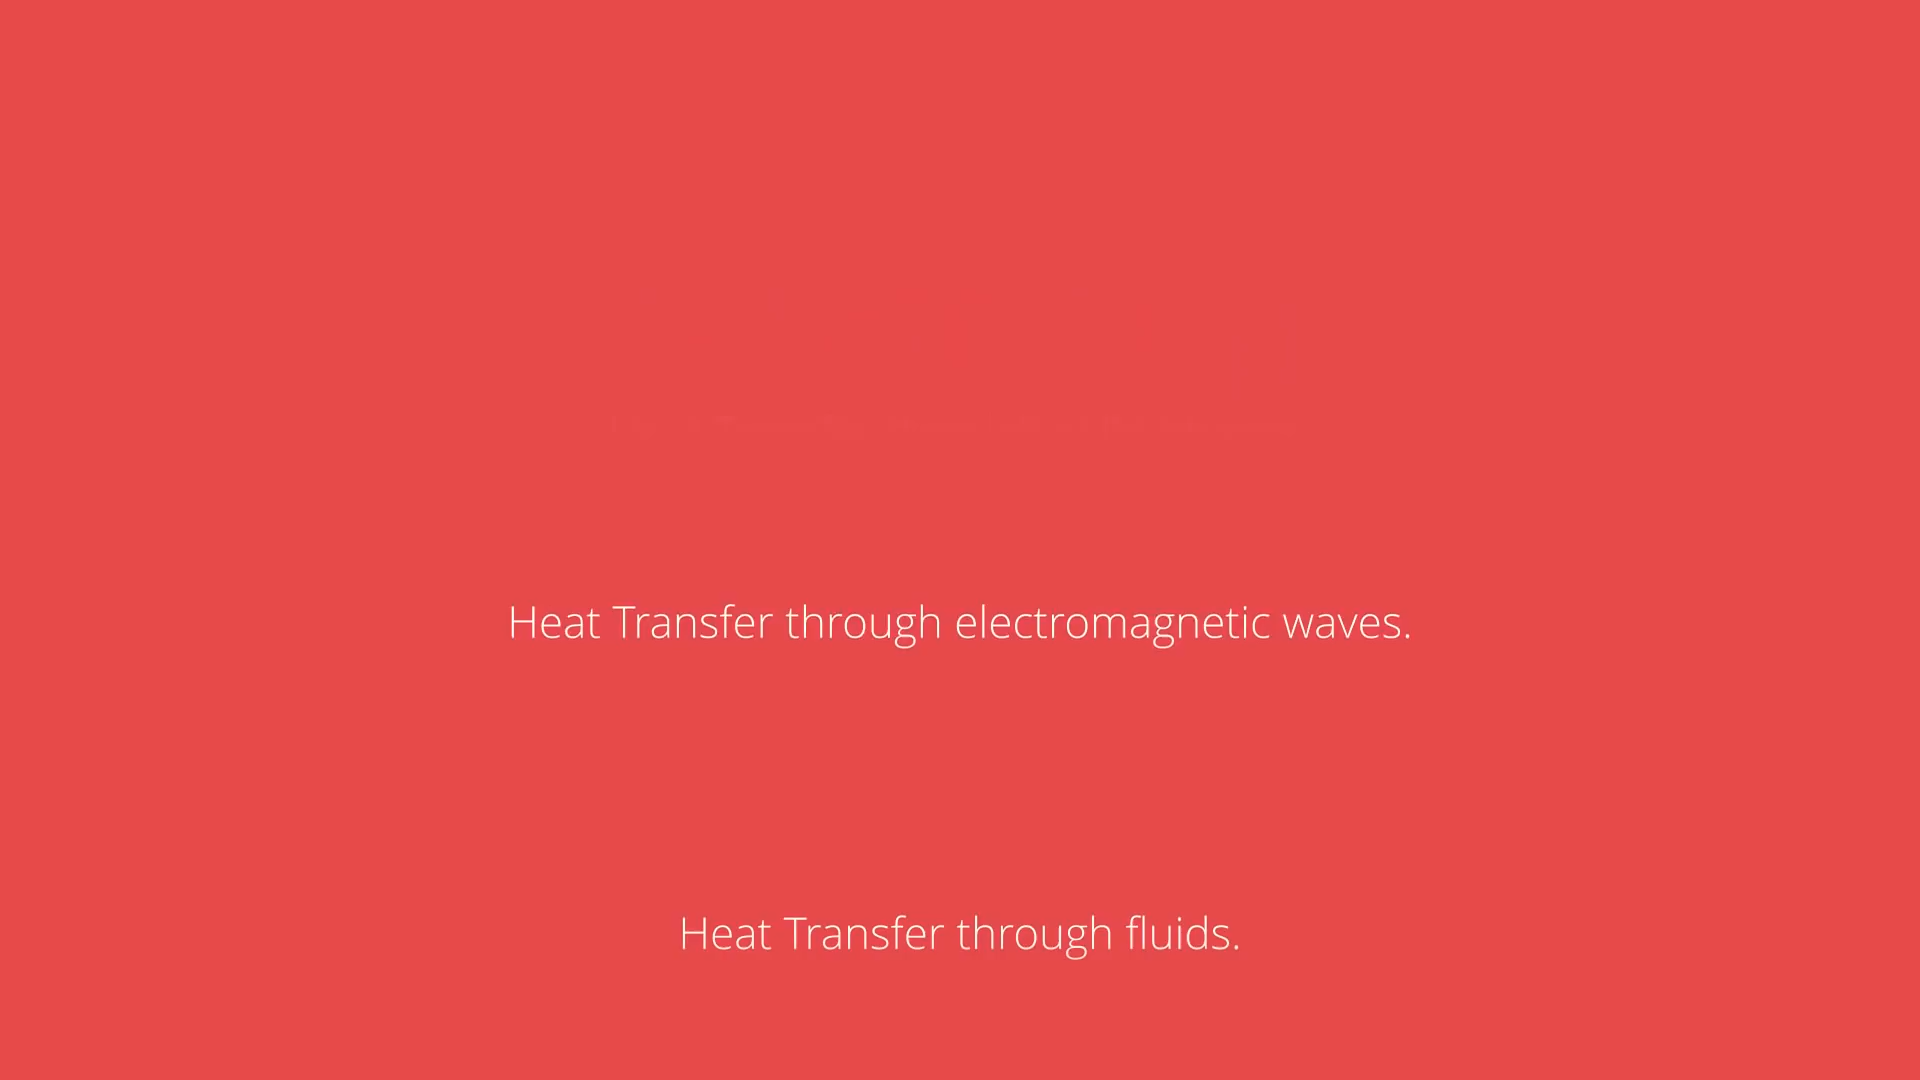 Heat Transfer through electromagnetic waves.
Heat Transfer through fluids.